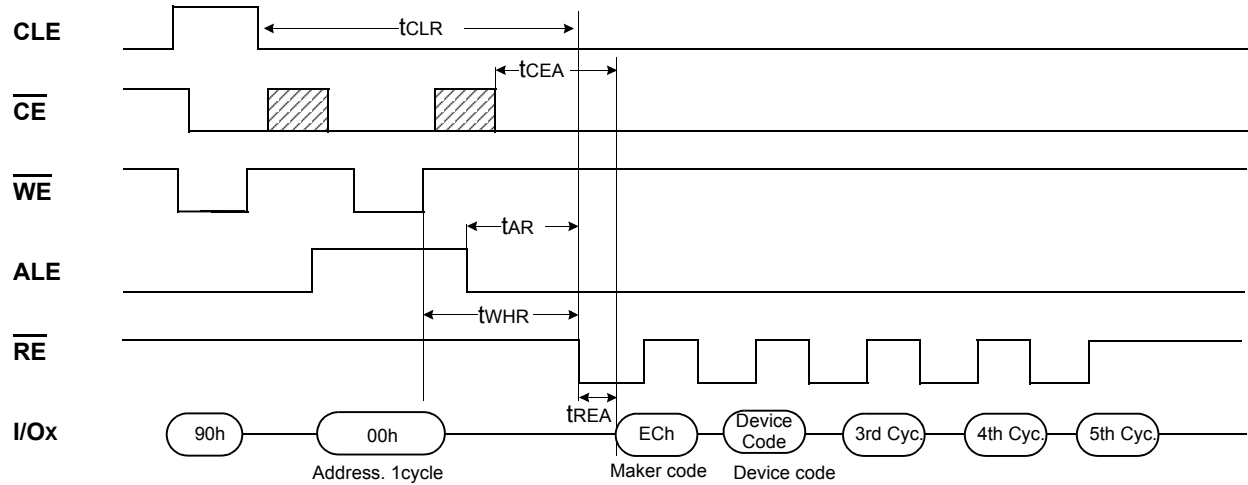 CLE
tCLR
tCEA
CE
WE
tAR
ALE
tWHR
RE
tREA
I/Ox
90h
00h
ECh
Device
Code
3rd Cyc.
4th Cyc.
5th Cyc.
Address. 1cycle
Maker code
Device code